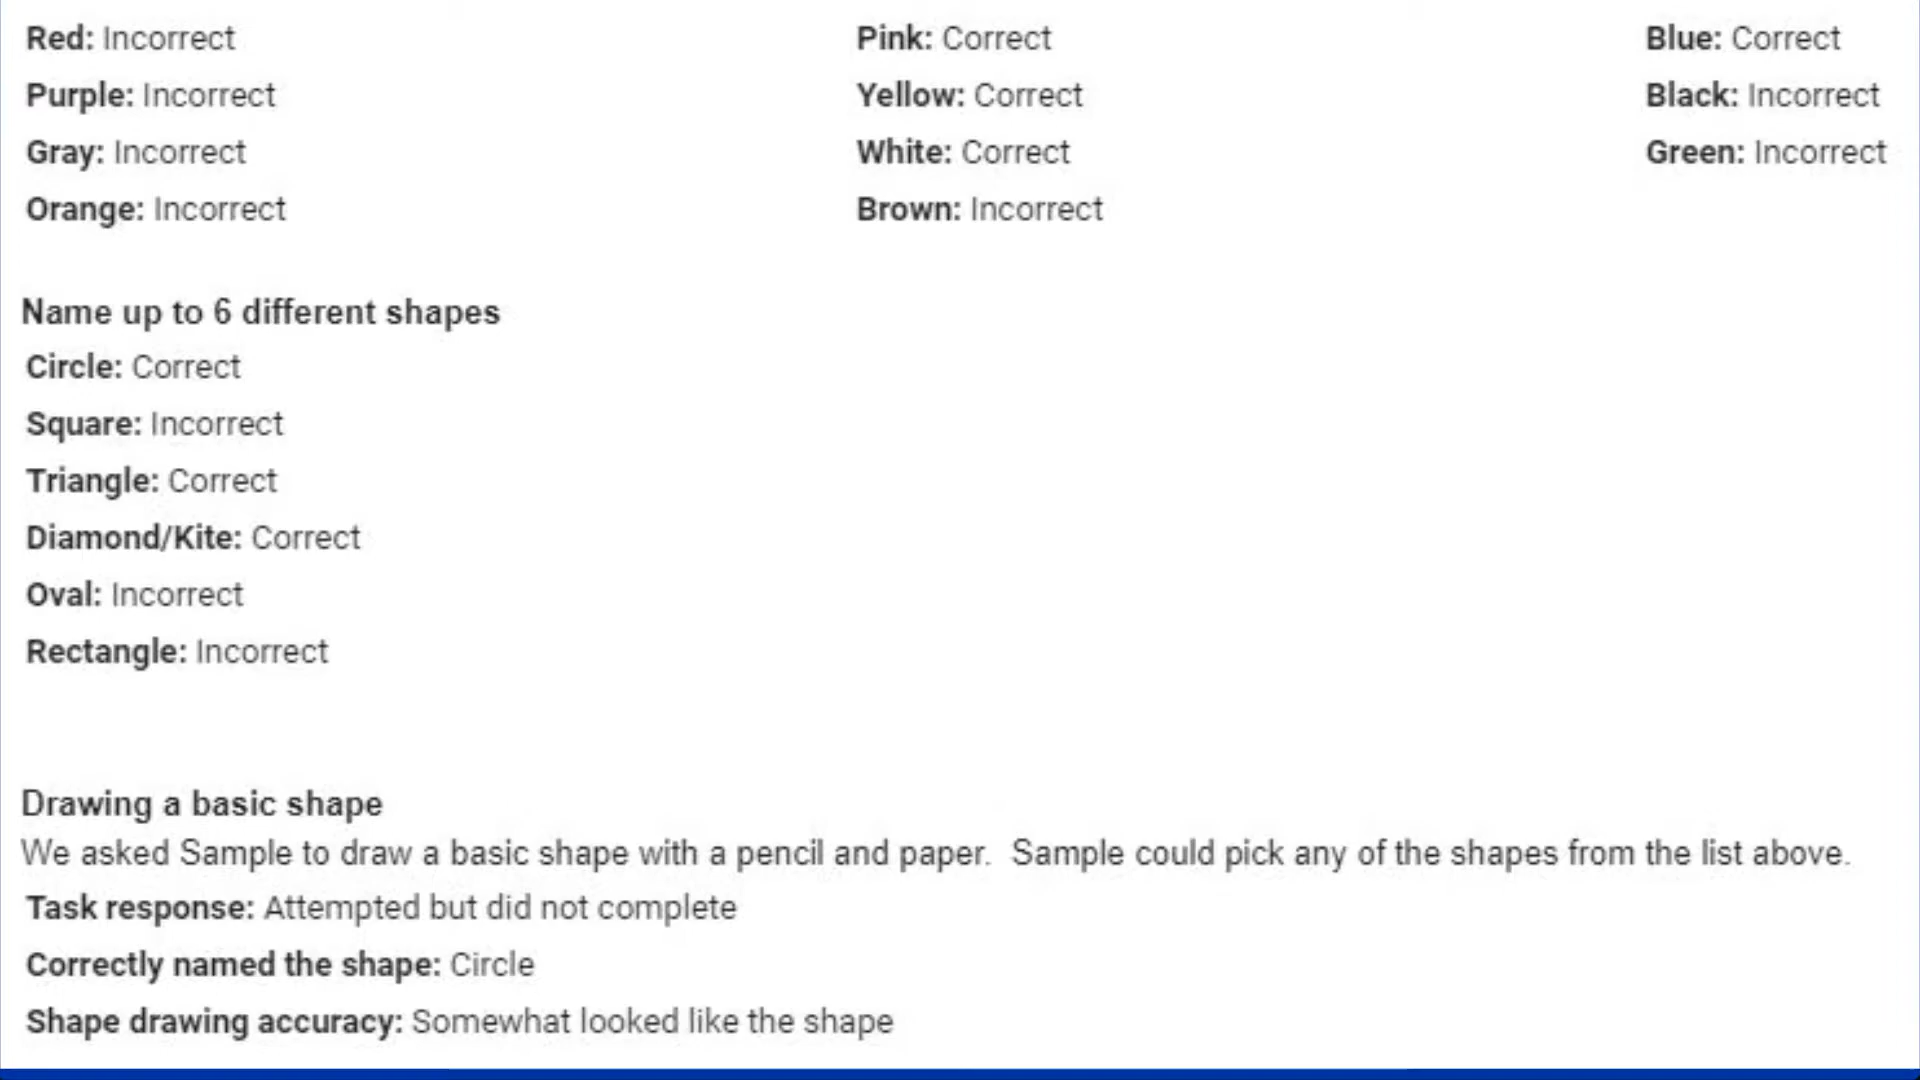 Red: Incorrect Pink: Correct Blue: Correct
Purple: Incorrect Yellow: Correct Black: Incorrect
Gray: Incorrect White: Correct Green: Incorrect
Orange: Incorrect Brown: Incorrect
Name up to 6 different shapes
Circle: Correct
Square: Incorrect
Triangle: Correct
Diamond/Kite: Correct
Oval: Incorrect
Rectangle: Incorrect
Drawing a basic shape
We asked Sample to draw a basic shape with a pencil and paper. Sample could pick any of the shapes from the list above.
Task response: Attempted but did not complete
Correctly named the shape: Circle
Shape drawing accuracy: Somewhat looked like the shape